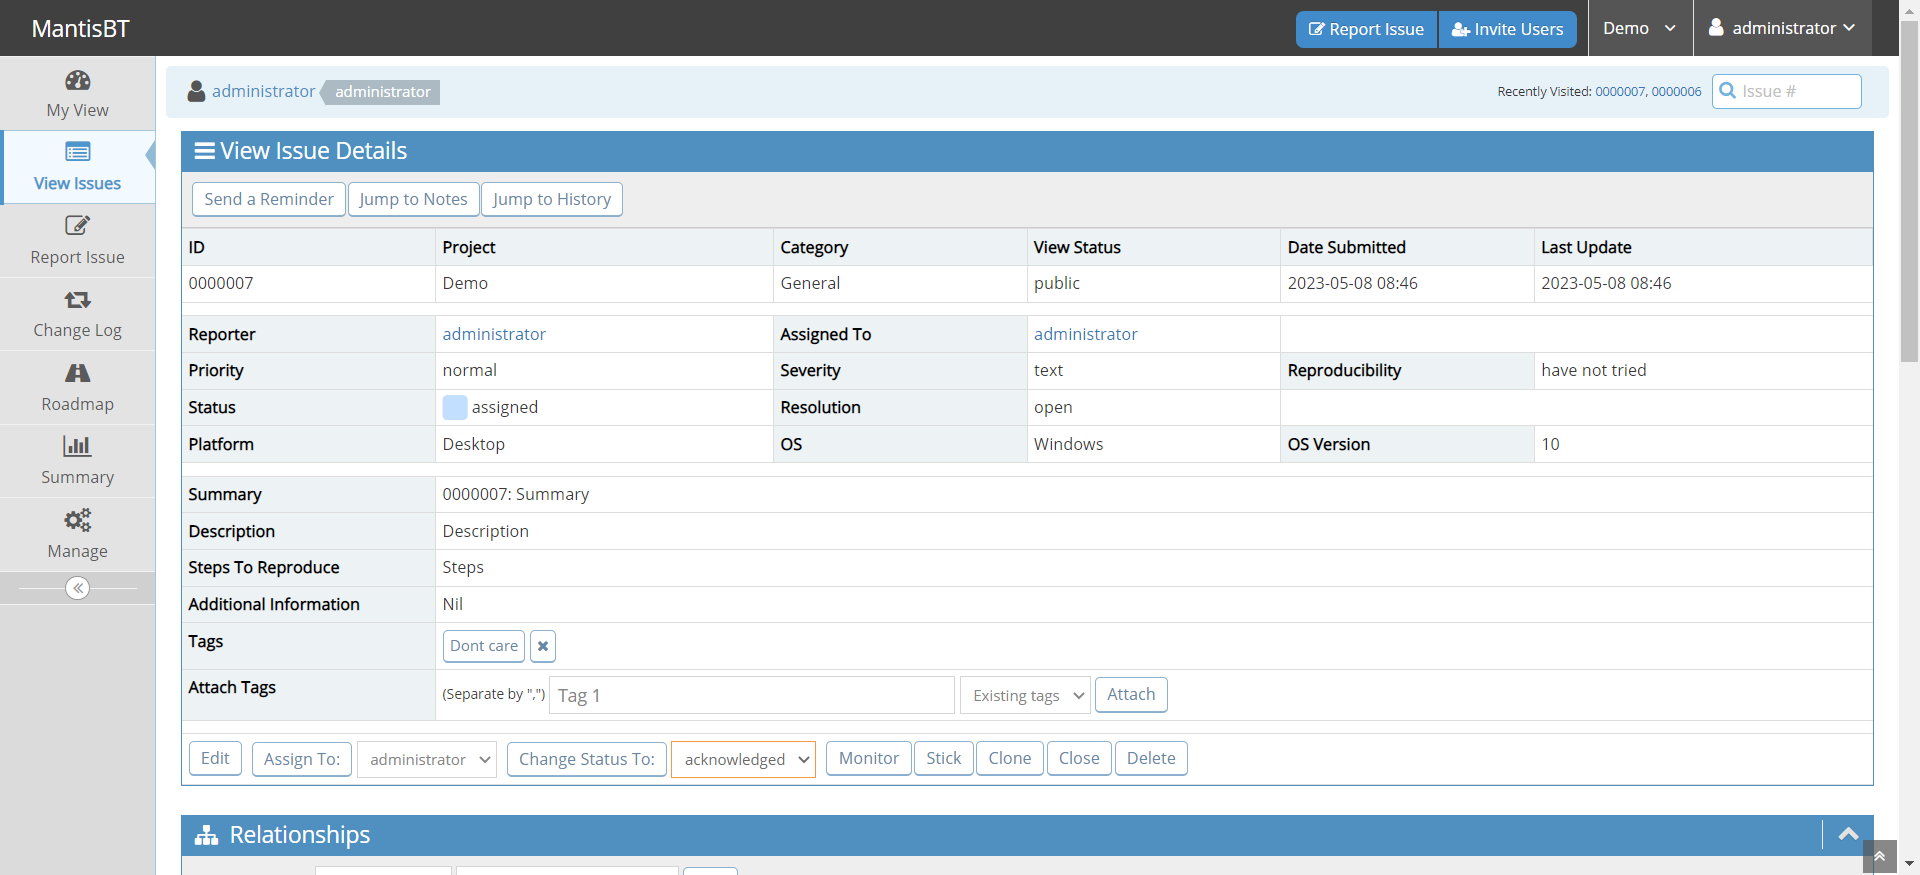 MantisBT
Report Issue
Invite Users
Demo
administrator
My View
View Issues
Report Issue
Change Log
Roadmap
Summary
Manage
administrator administrator
Recently Visited: 0000007, 0000006
Issue #
View Issue Details
Send a Reminder Jump to Notes Jump to History
ID Project Category View Status Date Submitted Last Update
0000007 Demo General public 2023-05-08 08:46 2023-05-08 08:46
Reporter administrator Assigned To administrator
Priority normal Severity text Reproducibility have not tried
Status assigned Resolution open
Platform Desktop OS Windows OS Version 10
Summary 0000007: Summary
Description Description
Steps To Reproduce Steps
Additional Information Nil
Tags Dont care
Attach Tags (Separate by ",") Tag 1 Existing tags Attach
Edit Assign To: administrator Change Status To: acknowledged Monitor Stick Clone Close Delete
Relationships